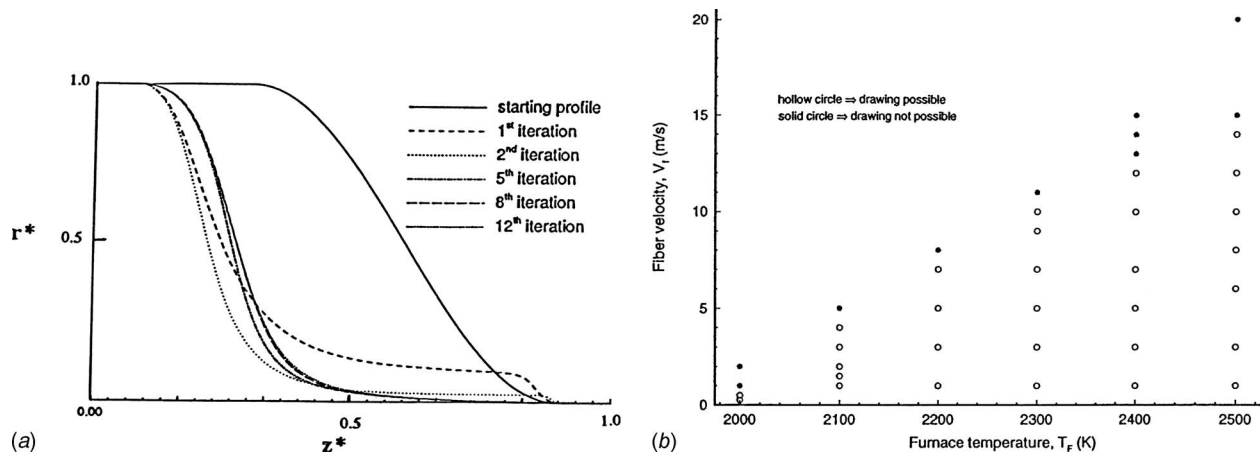 1.0
r*
0.5
0.00
0.5
1.0
z*
starting profile
1st iteration
2nd iteration
5th iteration
8th iteration
12th iteration
(a)
20
15
10
5
0
Fiber velocity, Vf (m/s)
hollow circle ⇒ drawing possible
solid circle ⇒ drawing not possible
2000 2100 2200 2300 2400 2500
Furnace temperature, TF (K)
(b)